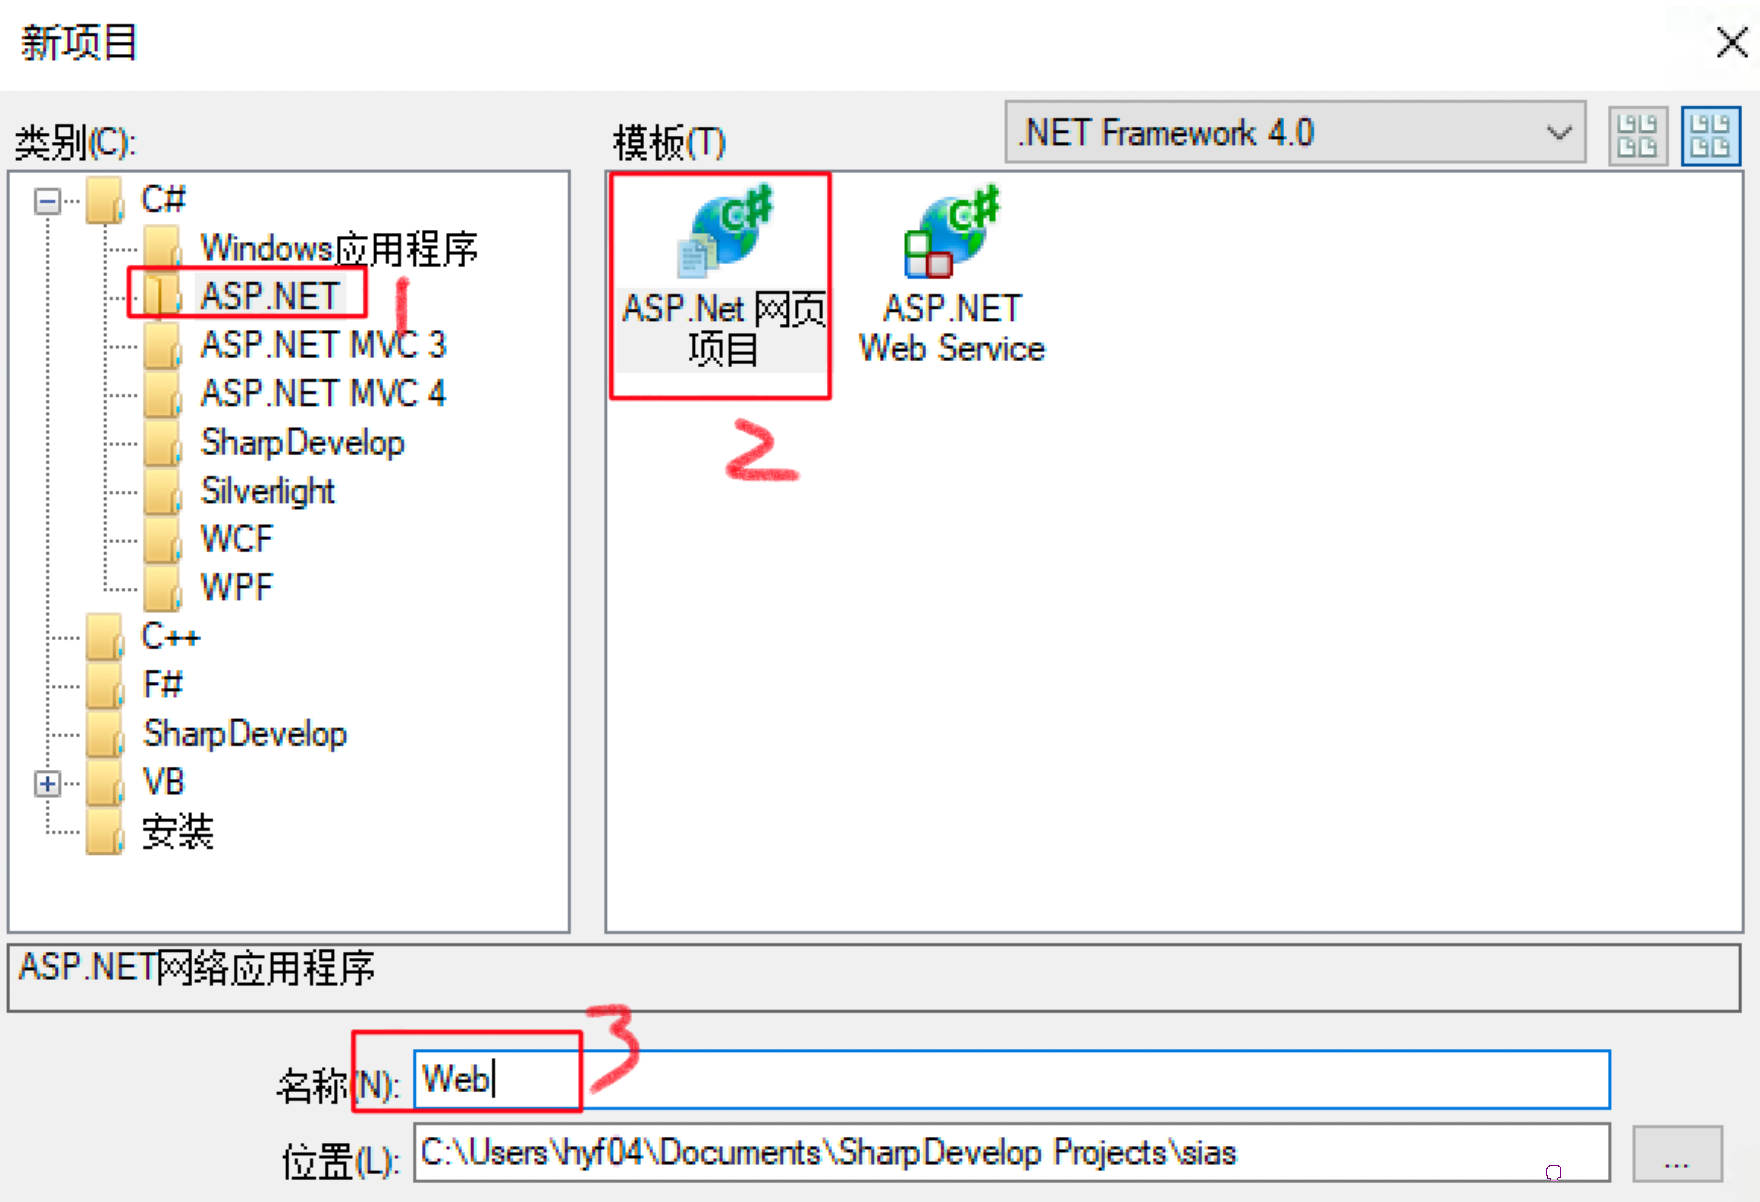 新项目
类别(C):
模板(T)
.NET Framework 4.0
C#
Windows应用程序
ASP.NET
1
ASP.NET MVC 3
ASP.NET MVC 4
SharpDevelop
Silverlight
WCF
WPF
C++
F#
SharpDevelop
VB
安装
ASP.Net 网页
项目
ASP.NET
Web Service
2
ASP.NET网络应用程序
3
名称(N): Web
位置(L): C:\Users\hyf04\Documents\SharpDevelop Projects\sias
...